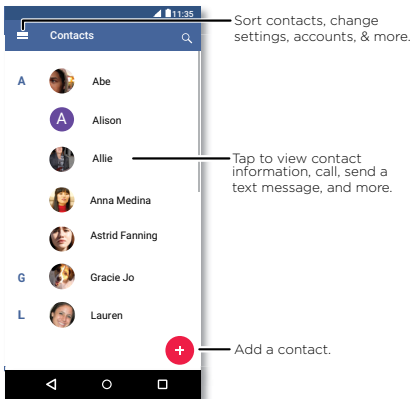 11:35
Contacts
A
Abe
A
Alison
Allie
Anna Medina
Astrid Fanning
G
Gracie Jo
L
Lauren
Sort contacts, change
settings, accounts, & more.
Tap to view contact
information, call, send a
text message, and more.
Add a contact.